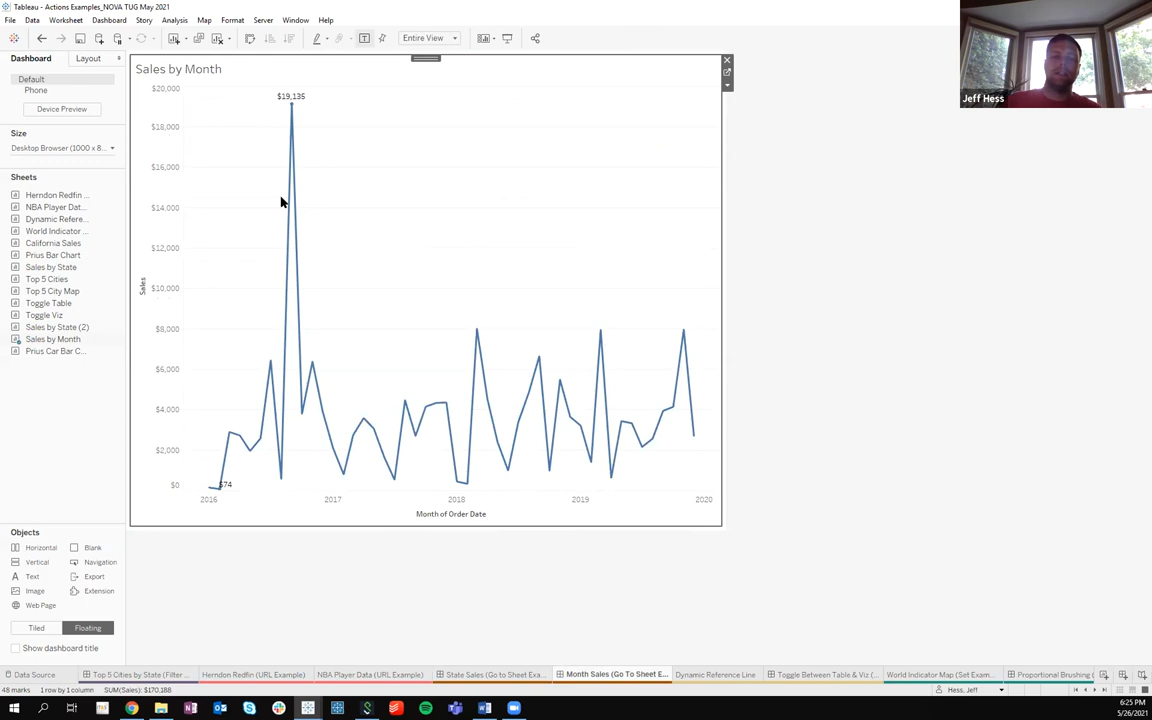 Tableau - Actions Examples_NOVA TUG May 2021
File Data Worksheet Dashboard Story Analysis Map Format Server Window Help
Entire View
Dashboard Layout
Default
Phone
Device Preview
Size
Desktop Browser (1000 x 8...
Sheets
Herndon Redfin ...
NBA Player Dat...
Dynamic Refere...
World Indicator ...
California Sales
Prius Bar Chart
Sales by State
Top 5 Cities
Top 5 City Map
Toggle Table
Toggle Viz
Sales by State (2)
Sales by Month
Prius Car Bar C...
Objects
Horizontal Blank
Vertical Navigation
Text Export
Image Extension
Web Page
Tiled Floating
Show dashboard title
Sales by Month
$20,000
$19,135
$18,000
$16,000
$14,000
$12,000
$10,000
$8,000
$6,000
$4,000
$2,000
$0
Sales
$74
2016 2017 2018 2019 2020
Month of Order Date
Jeff Hess
Data Source Top 5 Cities by State (Filter ... Herndon Redfin (URL Example) NBA Player Data (URL Example) State Sales (Go to Sheet Exa... Month Sales (Go To Sheet E... Dynamic Reference Line Toggle Between Table & Viz (... World Indicator Map (Set Exam... Proportional Brushing (
48 marks 1 row by 1 column SUM(Sales): $170,188 Hess, Jeff
6:25 PM
5/26/2021